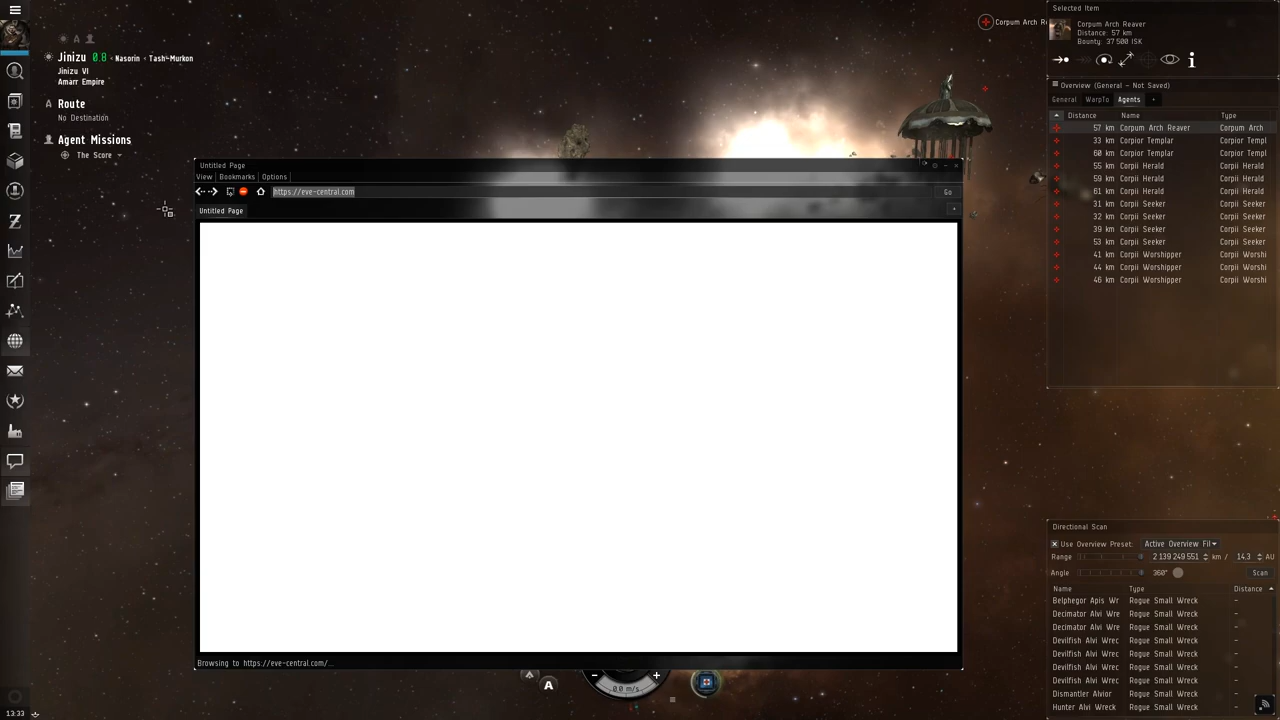 Jinizu 0.8 ‹ Nasorin ‹ Tash-Murkon
Jinizu VI
Amarr Empire
Route
No Destination
Agent Missions
The Score
13:33
Untitled Page
View Bookmarks Options
https://eve-central.com Go
Untitled Page
Browsing to https://eve-central.com/...
A
0.0 m/s
Corpum Arch Re
Selected Item
Corpum Arch Reaver
Distance: 57 km
Bounty: 37 500 ISK
Overview (General - Not Saved)
General WarpTo Agents +
Distance Name Type
57 km Corpum Arch Reaver Corpum Arch
33 km Corpior Templar Corpior Templ
60 km Corpior Templar Corpior Templ
55 km Corpii Herald Corpii Herald
59 km Corpii Herald Corpii Herald
61 km Corpii Herald Corpii Herald
31 km Corpii Seeker Corpii Seeker
32 km Corpii Seeker Corpii Seeker
39 km Corpii Seeker Corpii Seeker
53 km Corpii Seeker Corpii Seeker
41 km Corpii Worshipper Corpii Worshi
44 km Corpii Worshipper Corpii Worshi
46 km Corpii Worshipper Corpii Worshi
Directional Scan
Use Overview Preset: Active Overview Fil
Range 2 139 249 551 km / 14.3 AU
Angle 360° Scan
Name Type Distance
Belphegor Apis Wr Rogue Small Wreck -
Decimator Alvi Wre Rogue Small Wreck -
Decimator Alvi Wre Rogue Small Wreck -
Devilfish Alvi Wrec Rogue Small Wreck -
Devilfish Alvi Wrec Rogue Small Wreck -
Devilfish Alvi Wrec Rogue Small Wreck -
Devilfish Alvi Wrec Rogue Small Wreck -
Dismantler Alvior Rogue Small Wreck -
Hunter Alvi Wreck Rogue Small Wreck -